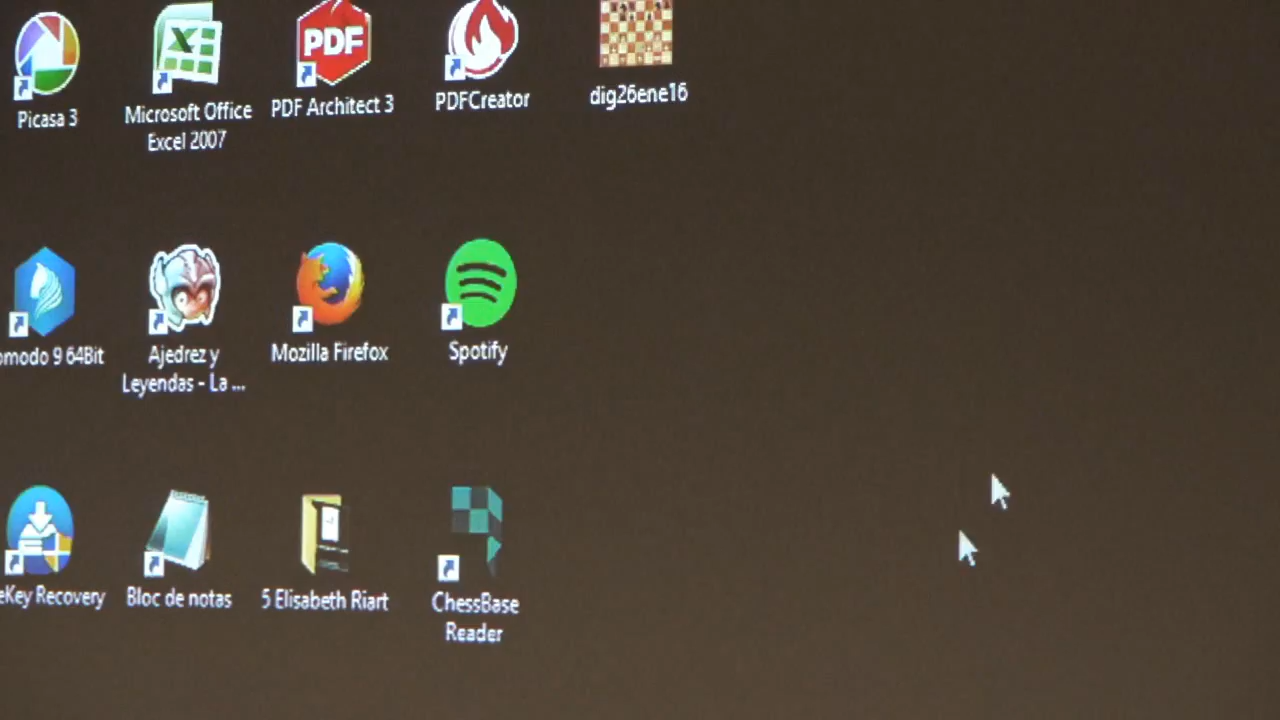 Picasa 3
Microsoft Office
Excel 2007
PDF
PDF Architect 3
PDFCreator
dig26ene16
omodo 9 64Bit
Ajedrez y
Leyendas - La ...
Mozilla Firefox
Spotify
eKey Recovery
Bloc de notas
5 Elisabeth Riart
ChessBase
Reader